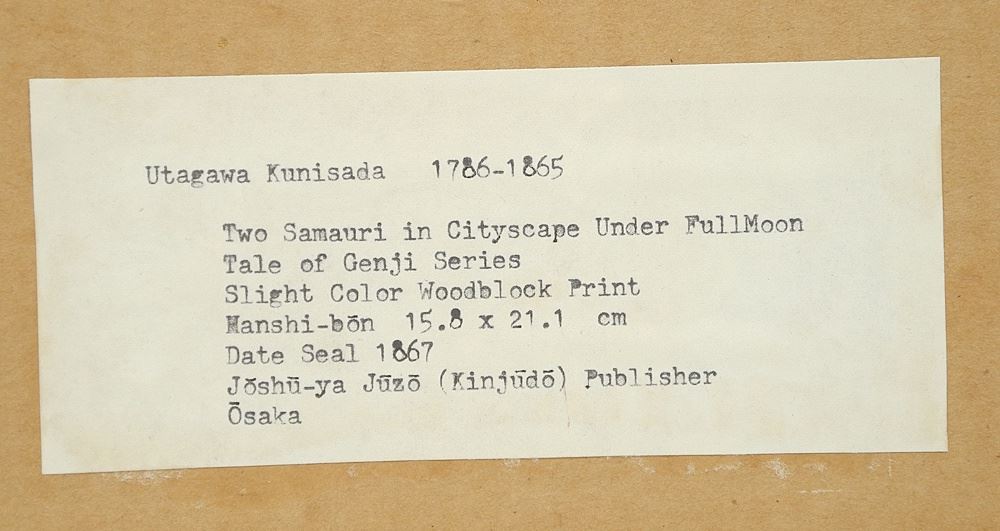 Utagawa Kunisada 1786-1865
Two Samauri in Cityscape Under FullMoon
Tale of Genji Series
Slight Color Woodblock Print
Hanshi-bōn 15.8 x 21.1 cm
Date Seal 1867
Jōshū-ya Jūzō (Kinjūdō) Publisher
Ōsaka